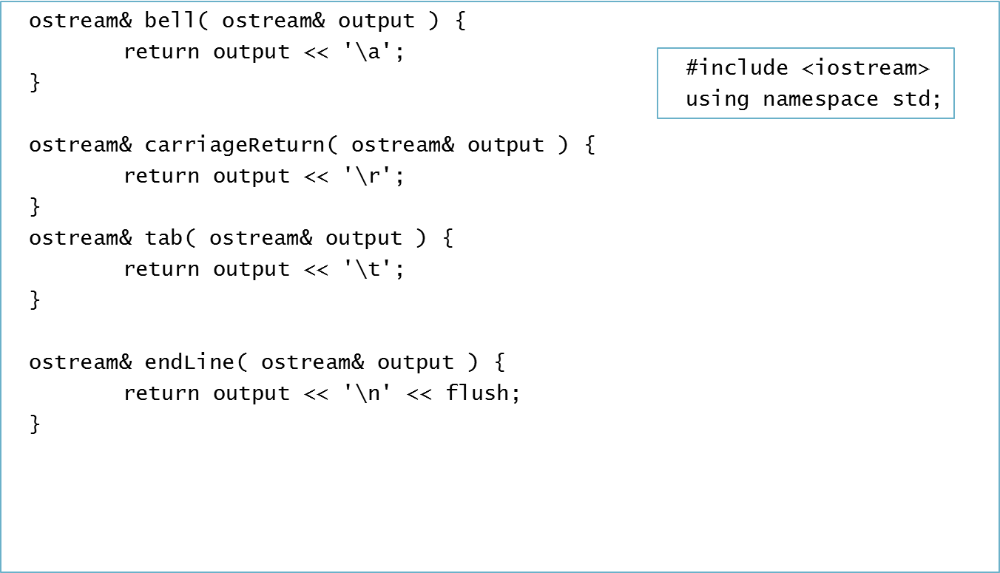 ostream& bell( ostream& output ) {
return output << '\a';
}
#include <iostream>
using namespace std;
ostream& carriageReturn( ostream& output ) {
return output << '\r';
}
ostream& tab( ostream& output ) {
return output << '\t';
}
ostream& endLine( ostream& output ) {
return output << '\n' << flush;
}